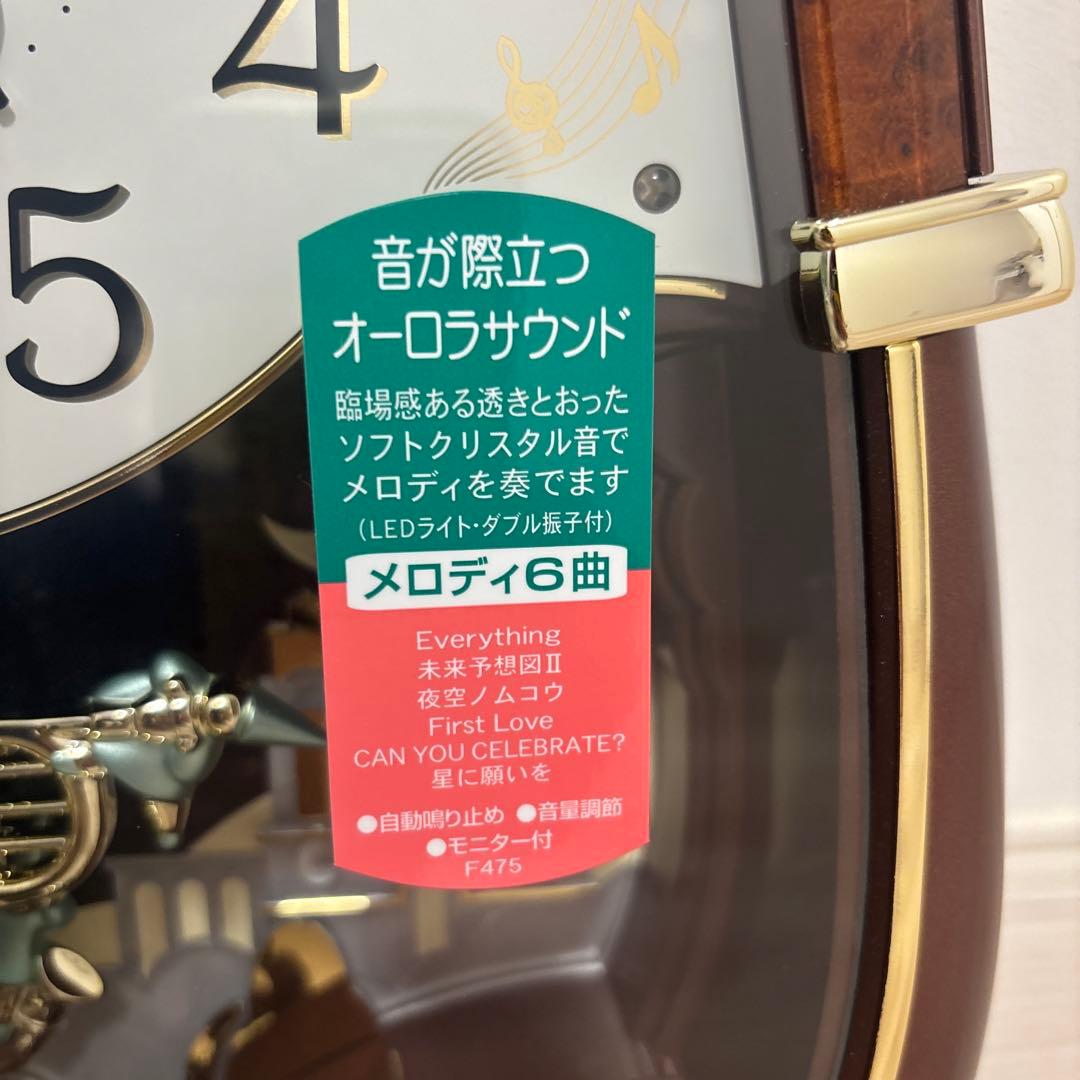 4
5
音が際立つ
オーロラサウンド
臨場感ある透きとおった
ソフトクリスタル音で
メロディを奏でます
(LEDライト・ダブル振子付)
メロディ6曲
Everything
未来予想図Ⅱ
夜空ノムコウ
First Love
CAN YOU CELEBRATE?
星に願いを
●自動鳴り止め ●音量調節
●モニター付
F475